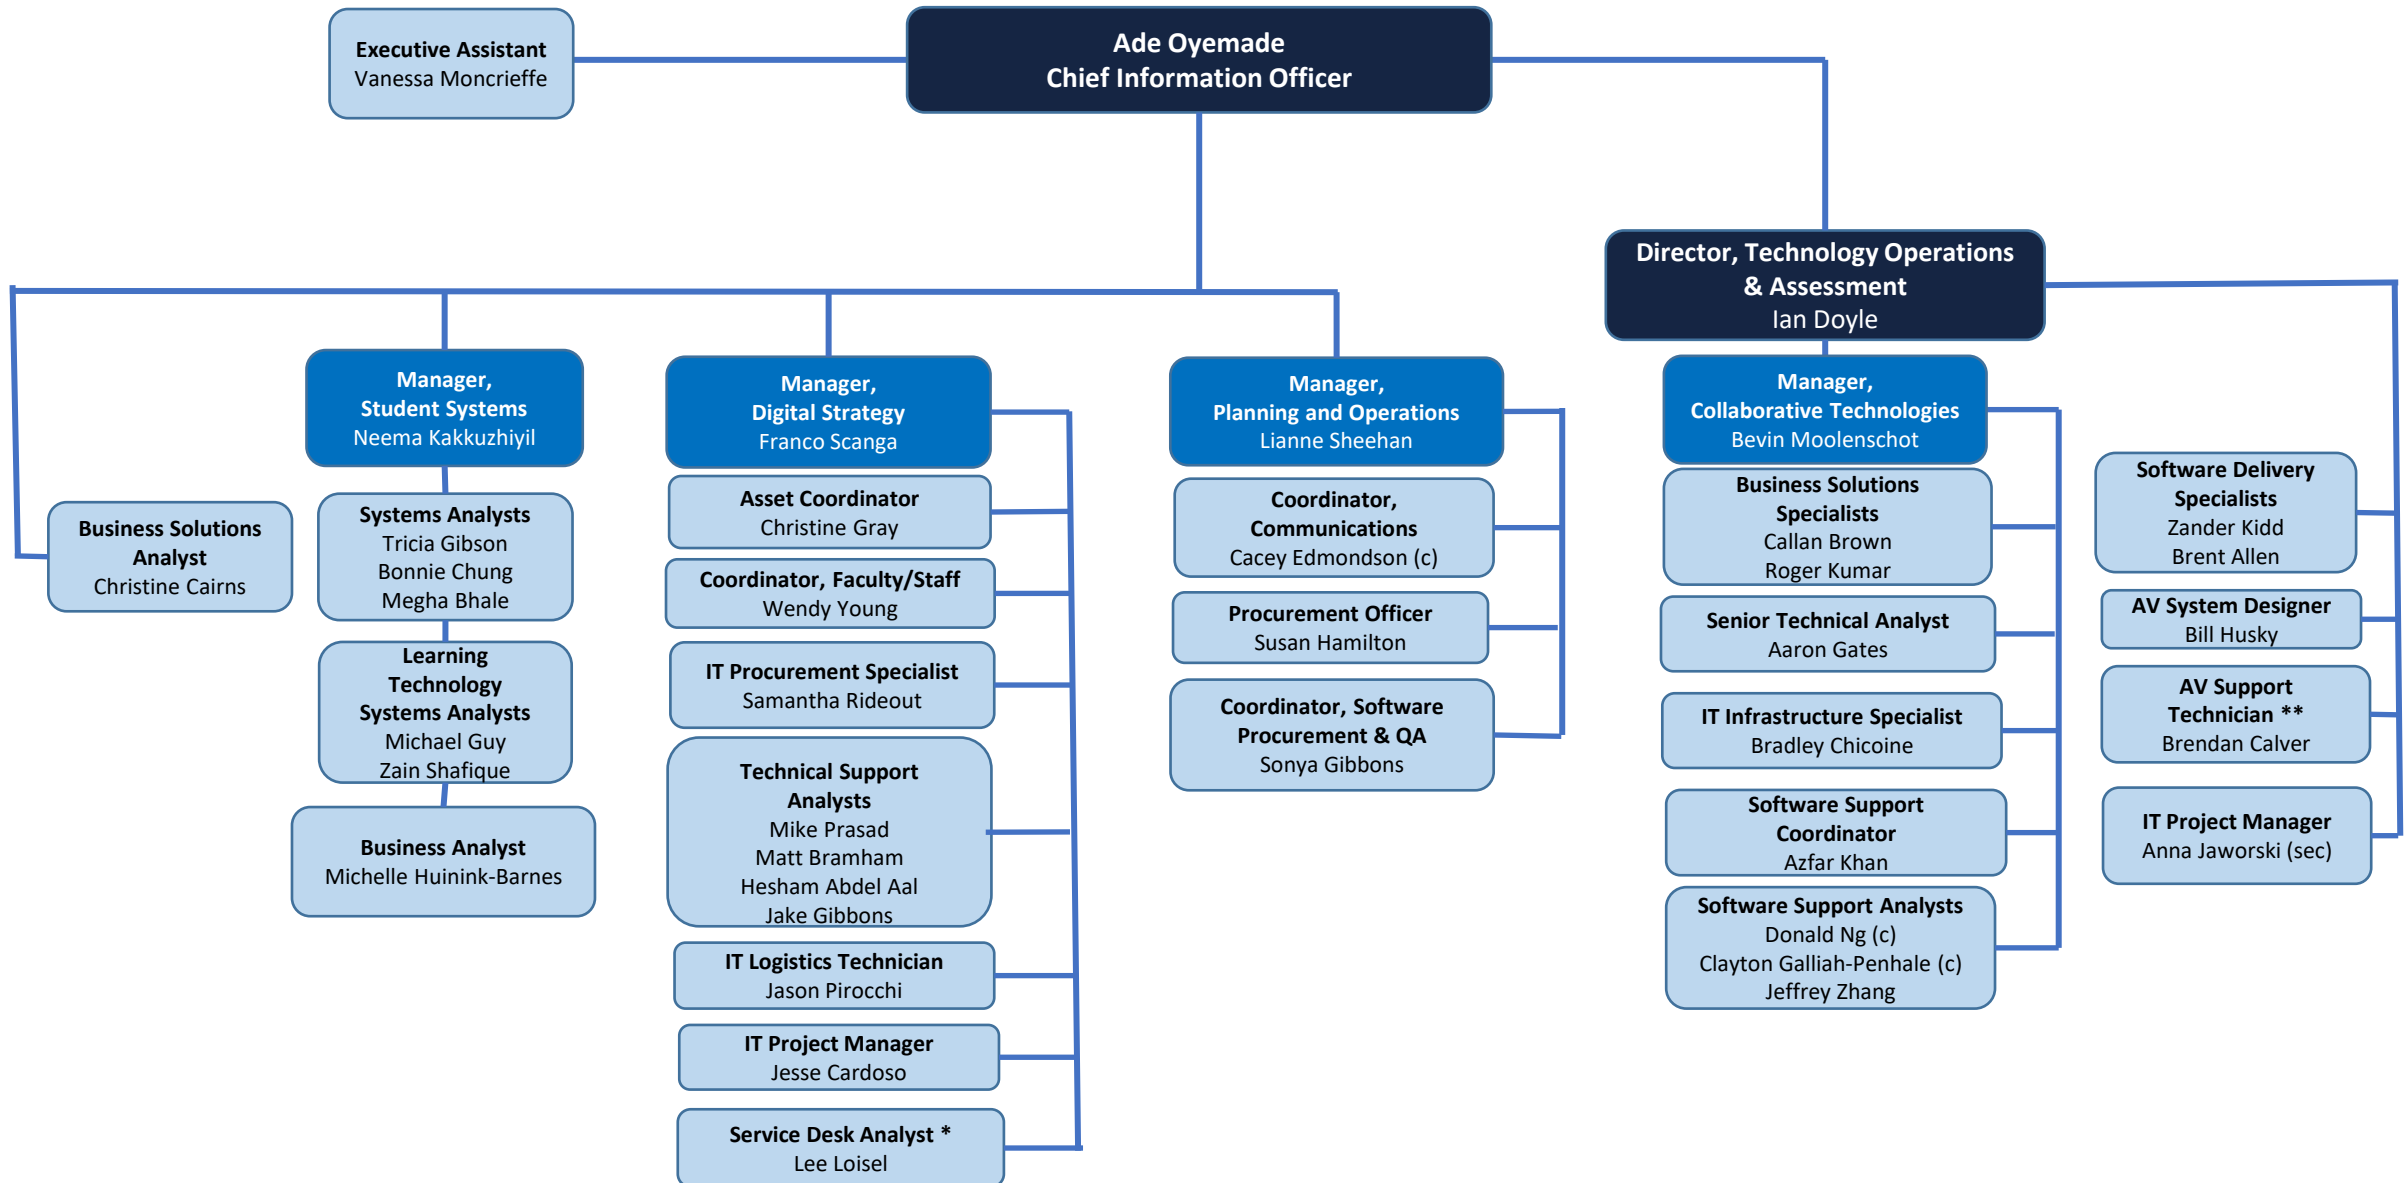 Executive Assistant
Vanessa Moncrieffe
Ade Oyemade
Chief Information Officer
Director, Technology Operations
& Assessment
Ian Doyle
Business Solutions
Analyst
Christine Cairns
Manager,
Student Systems
Neema Kakkuzhiyil
Systems Analysts
Tricia Gibson
Bonnie Chung
Megha Bhale
Learning
Technology
Systems Analysts
Michael Guy
Zain Shafique
Business Analyst
Michelle Huinink-Barnes
Manager,
Digital Strategy
Franco Scanga
Asset Coordinator
Christine Gray
Coordinator, Faculty/Staff
Wendy Young
IT Procurement Specialist
Samantha Rideout
Technical Support
Analysts
Mike Prasad
Matt Bramham
Hesham Abdel Aal
Jake Gibbons
IT Logistics Technician
Jason Pirocchi
IT Project Manager
Jesse Cardoso
Service Desk Analyst *
Lee Loisel
Manager,
Planning and Operations
Lianne Sheehan
Coordinator,
Communications
Cacey Edmondson (c)
Procurement Officer
Susan Hamilton
Coordinator, Software
Procurement & QA
Sonya Gibbons
Manager,
Collaborative Technologies
Bevin Moolenschot
Business Solutions
Specialists
Callan Brown
Roger Kumar
Senior Technical Analyst
Aaron Gates
IT Infrastructure Specialist
Bradley Chicoine
Software Support
Coordinator
Azfar Khan
Software Support Analysts
Donald Ng (c)
Clayton Galliah-Penhale (c)
Jeffrey Zhang
Software Delivery
Specialists
Zander Kidd
Brent Allen
AV System Designer
Bill Husky
AV Support
Technician **
Brendan Calver
IT Project Manager
Anna Jaworski (sec)